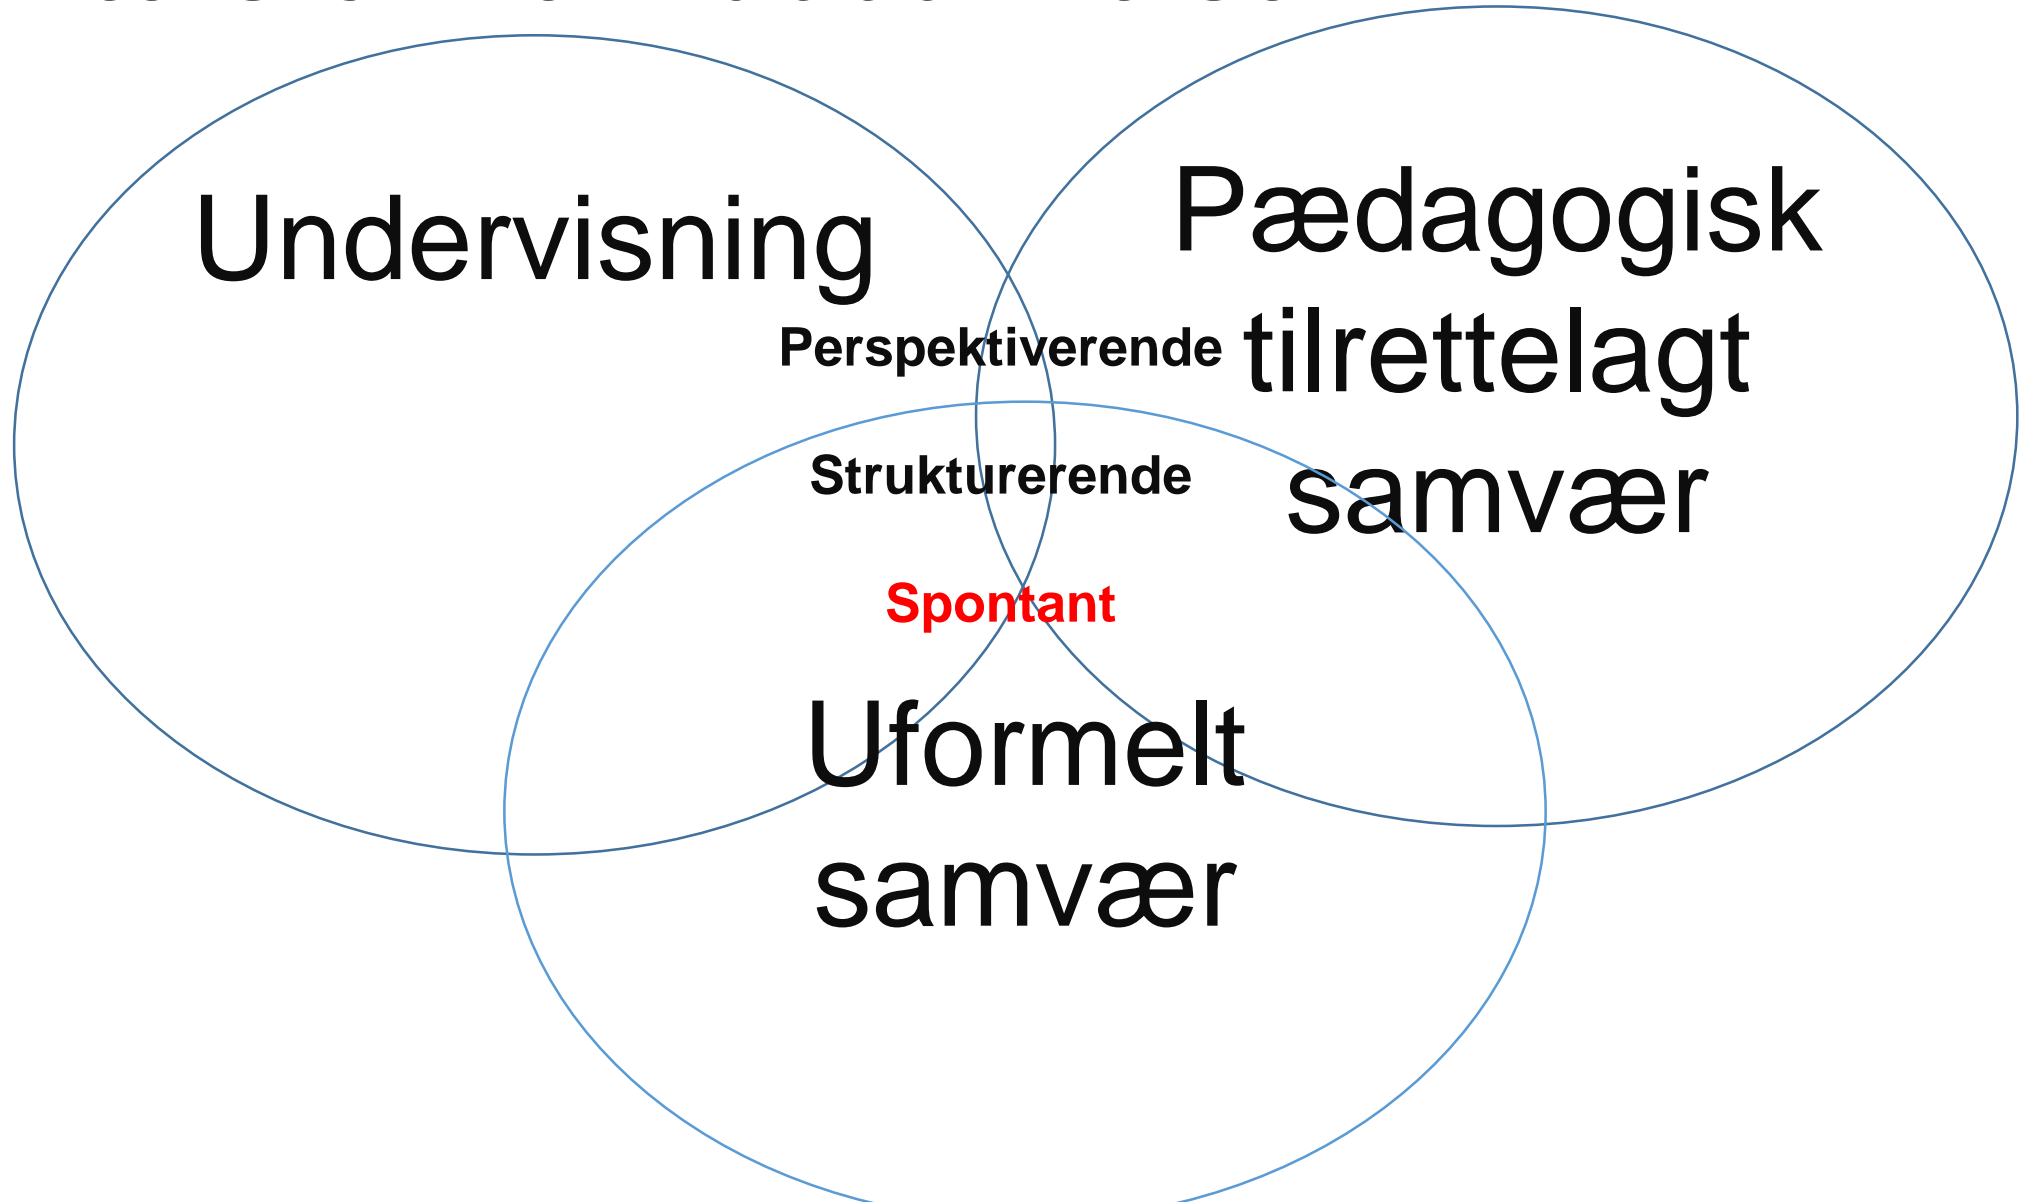 Undervisning
Pædagogisk
tilrettelagt
samvær
Perspektiverende
Strukturerende
Spontant
Uformelt
samvær